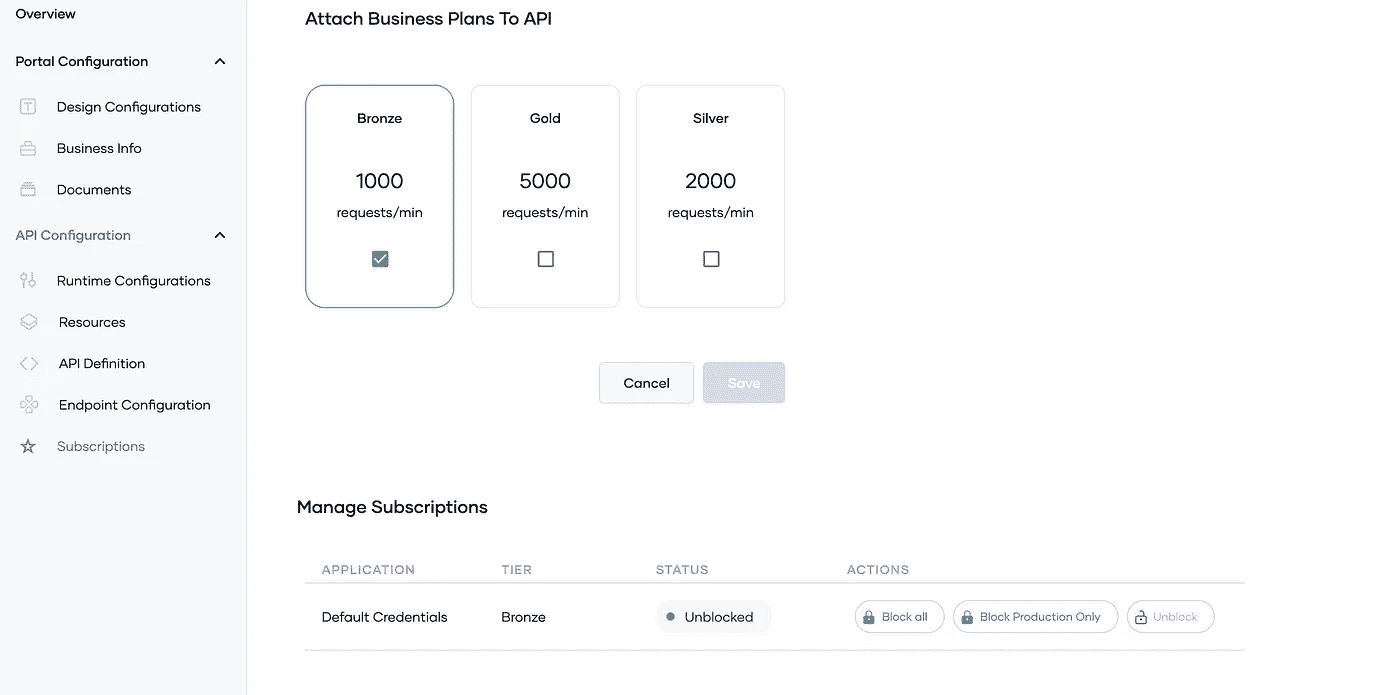 Overview
Portal Configuration
Design Configurations
Business Info
Documents
API Configuration
Runtime Configurations
Resources
API Definition
Endpoint Configuration
Subscriptions
Attach Business Plans To API
Bronze
1000
requests/min
Gold
5000
requests/min
Silver
2000
requests/min
Cancel
Save
Manage Subscriptions
APPLICATION TIER STATUS ACTIONS
Default Credentials Bronze Unblocked Block all Block Production Only Unblock